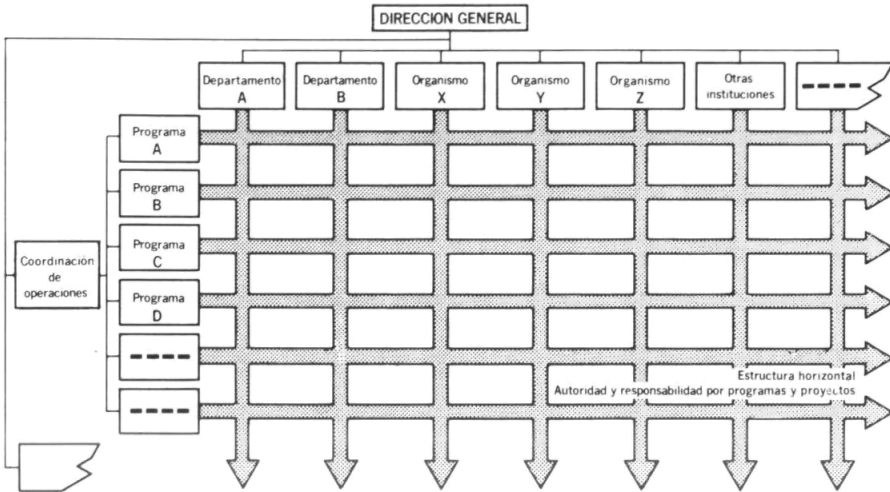 DIRECCION GENERAL
Departamento
A
Departamento
B
Organismo
X
Organismo
Y
Organismo
Z
Otras
instituciones
Programa
A
Programa
B
Programa
C
Programa
D
Coordinación
de
operaciones
Estructura horizontal
Autoridad y responsabilidad por programas y proyectos